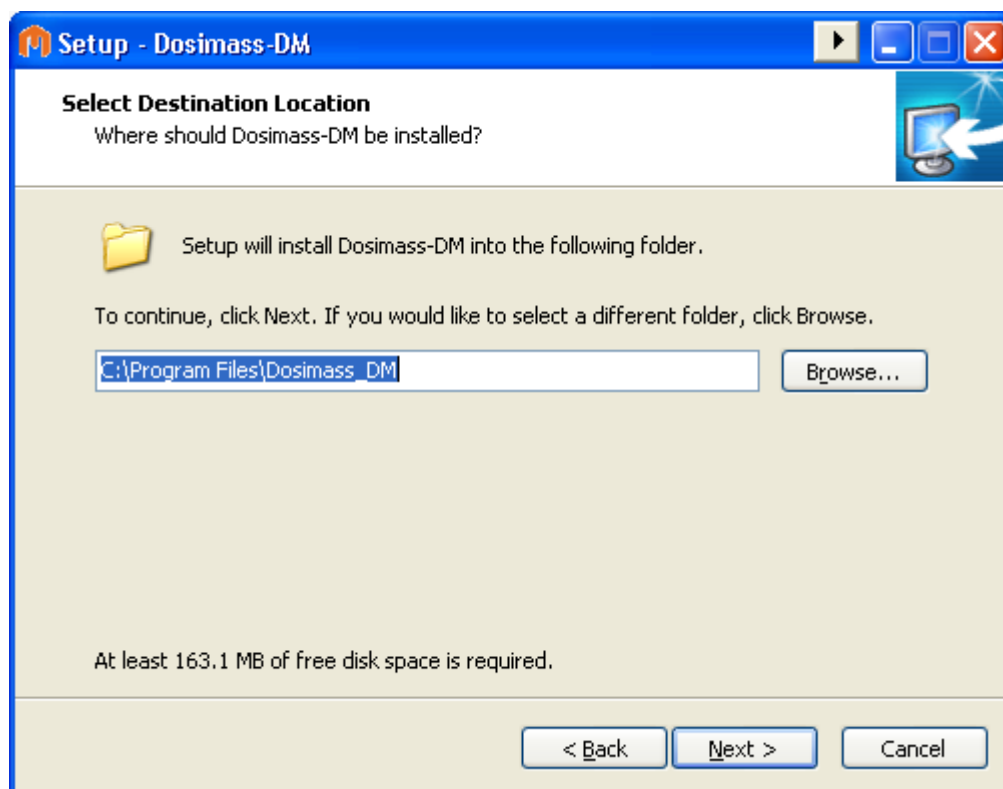 Setup - Dosimass-DM
Select Destination Location
Where should Dosimass-DM be installed?
Setup will install Dosimass-DM into the following folder.
To continue, click Next. If you would like to select a different folder, click Browse.
C:\Program Files\Dosimass_DM
Browse...
At least 163.1 MB of free disk space is required.
< Back
Next >
Cancel